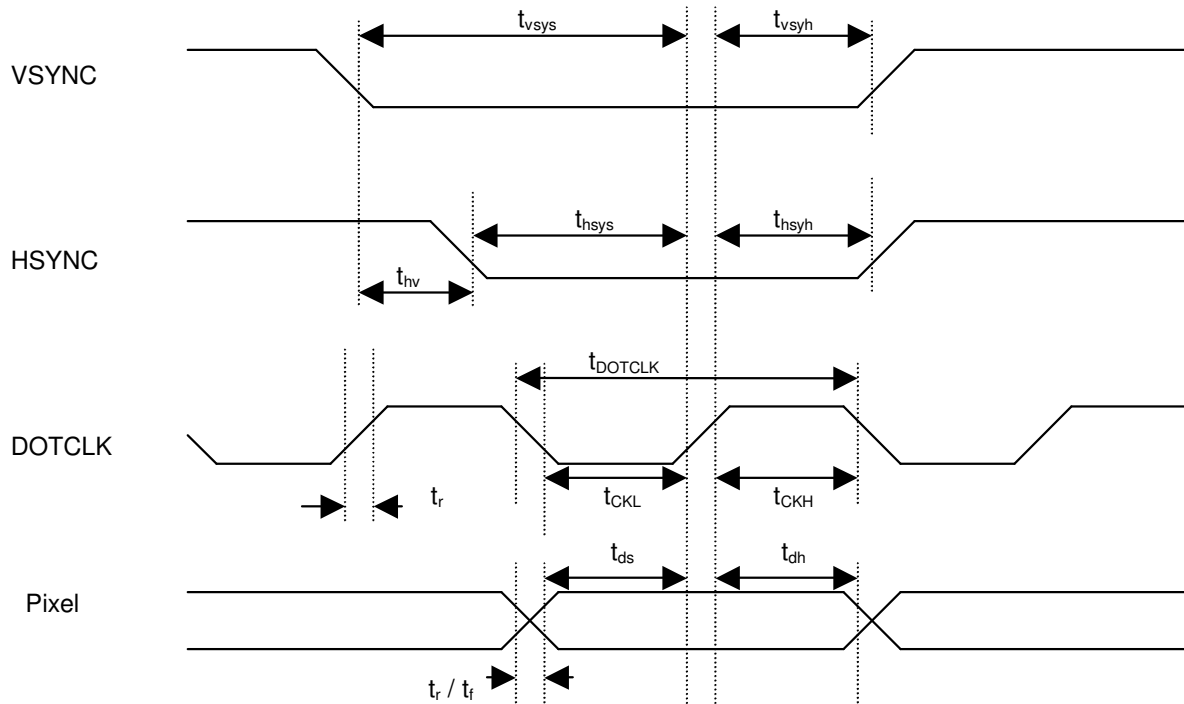 t_vsys t_vsyh
VSYNC
t_hsys t_hsyh
HSYNC
t_hv
t_DOTCLK
DOTCLK
t_r t_CKL t_CKH
t_ds t_dh
Pixel
t_r / t_f